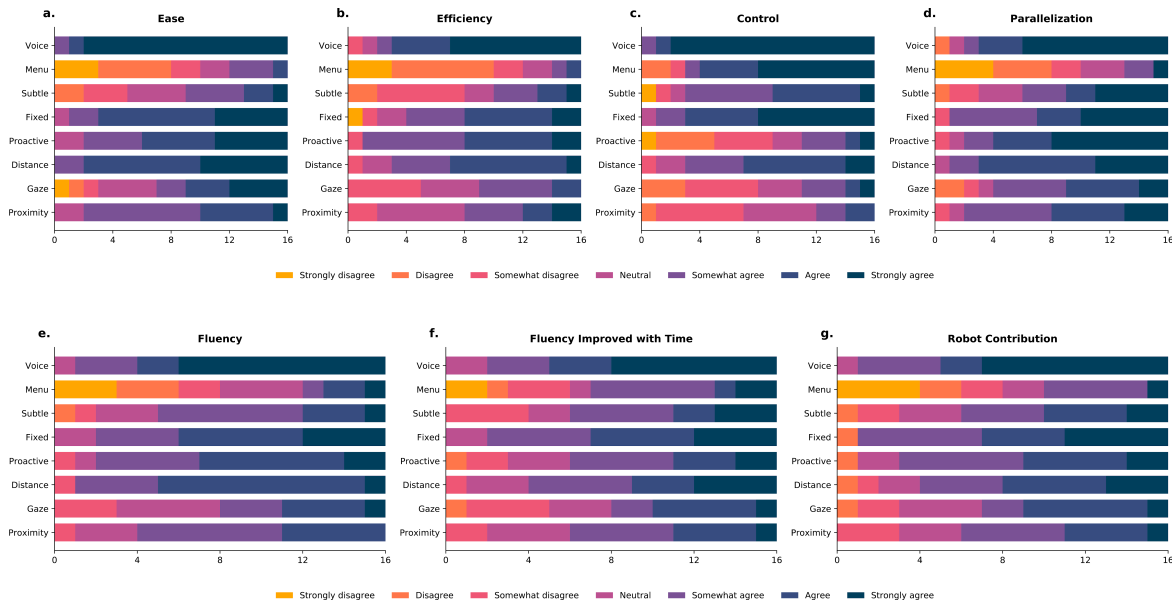 a.
Ease
Voice
Menu
Subtle
Fixed
Proactive
Distance
Gaze
Proximity
0 4 8 12 16
b.
Efficiency
Voice
Menu
Subtle
Fixed
Proactive
Distance
Gaze
Proximity
0 4 8 12 16
c.
Control
Voice
Menu
Subtle
Fixed
Proactive
Distance
Gaze
Proximity
0 4 8 12 16
d.
Parallelization
Voice
Menu
Subtle
Fixed
Proactive
Distance
Gaze
Proximity
0 4 8 12 16
Strongly disagree Disagree Somewhat disagree Neutral Somewhat agree Agree Strongly agree
e.
Fluency
Voice
Menu
Subtle
Fixed
Proactive
Distance
Gaze
Proximity
0 4 8 12 16
f.
Fluency Improved with Time
Voice
Menu
Subtle
Fixed
Proactive
Distance
Gaze
Proximity
0 4 8 12 16
g.
Robot Contribution
Voice
Menu
Subtle
Fixed
Proactive
Distance
Gaze
Proximity
0 4 8 12 16
Strongly disagree Disagree Somewhat disagree Neutral Somewhat agree Agree Strongly agree